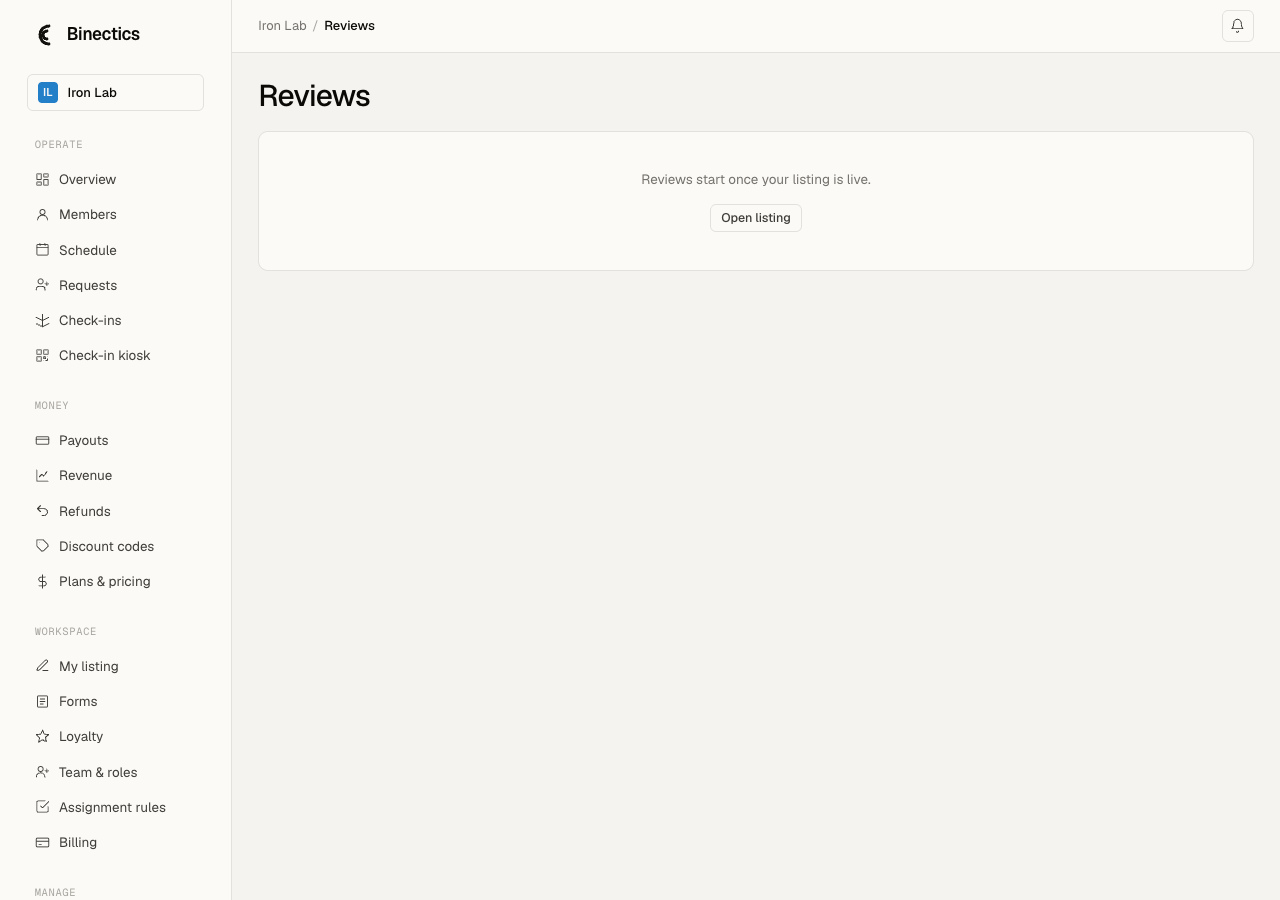 Binectics
IL Iron Lab
OPERATE
Overview
Members
Schedule
Requests
Check-ins
Check-in kiosk
MONEY
Payouts
Revenue
Refunds
Discount codes
Plans & pricing
WORKSPACE
My listing
Forms
Loyalty
Team & roles
Assignment rules
Billing
MANAGE
Iron Lab / Reviews
Reviews
Reviews start once your listing is live.
Open listing